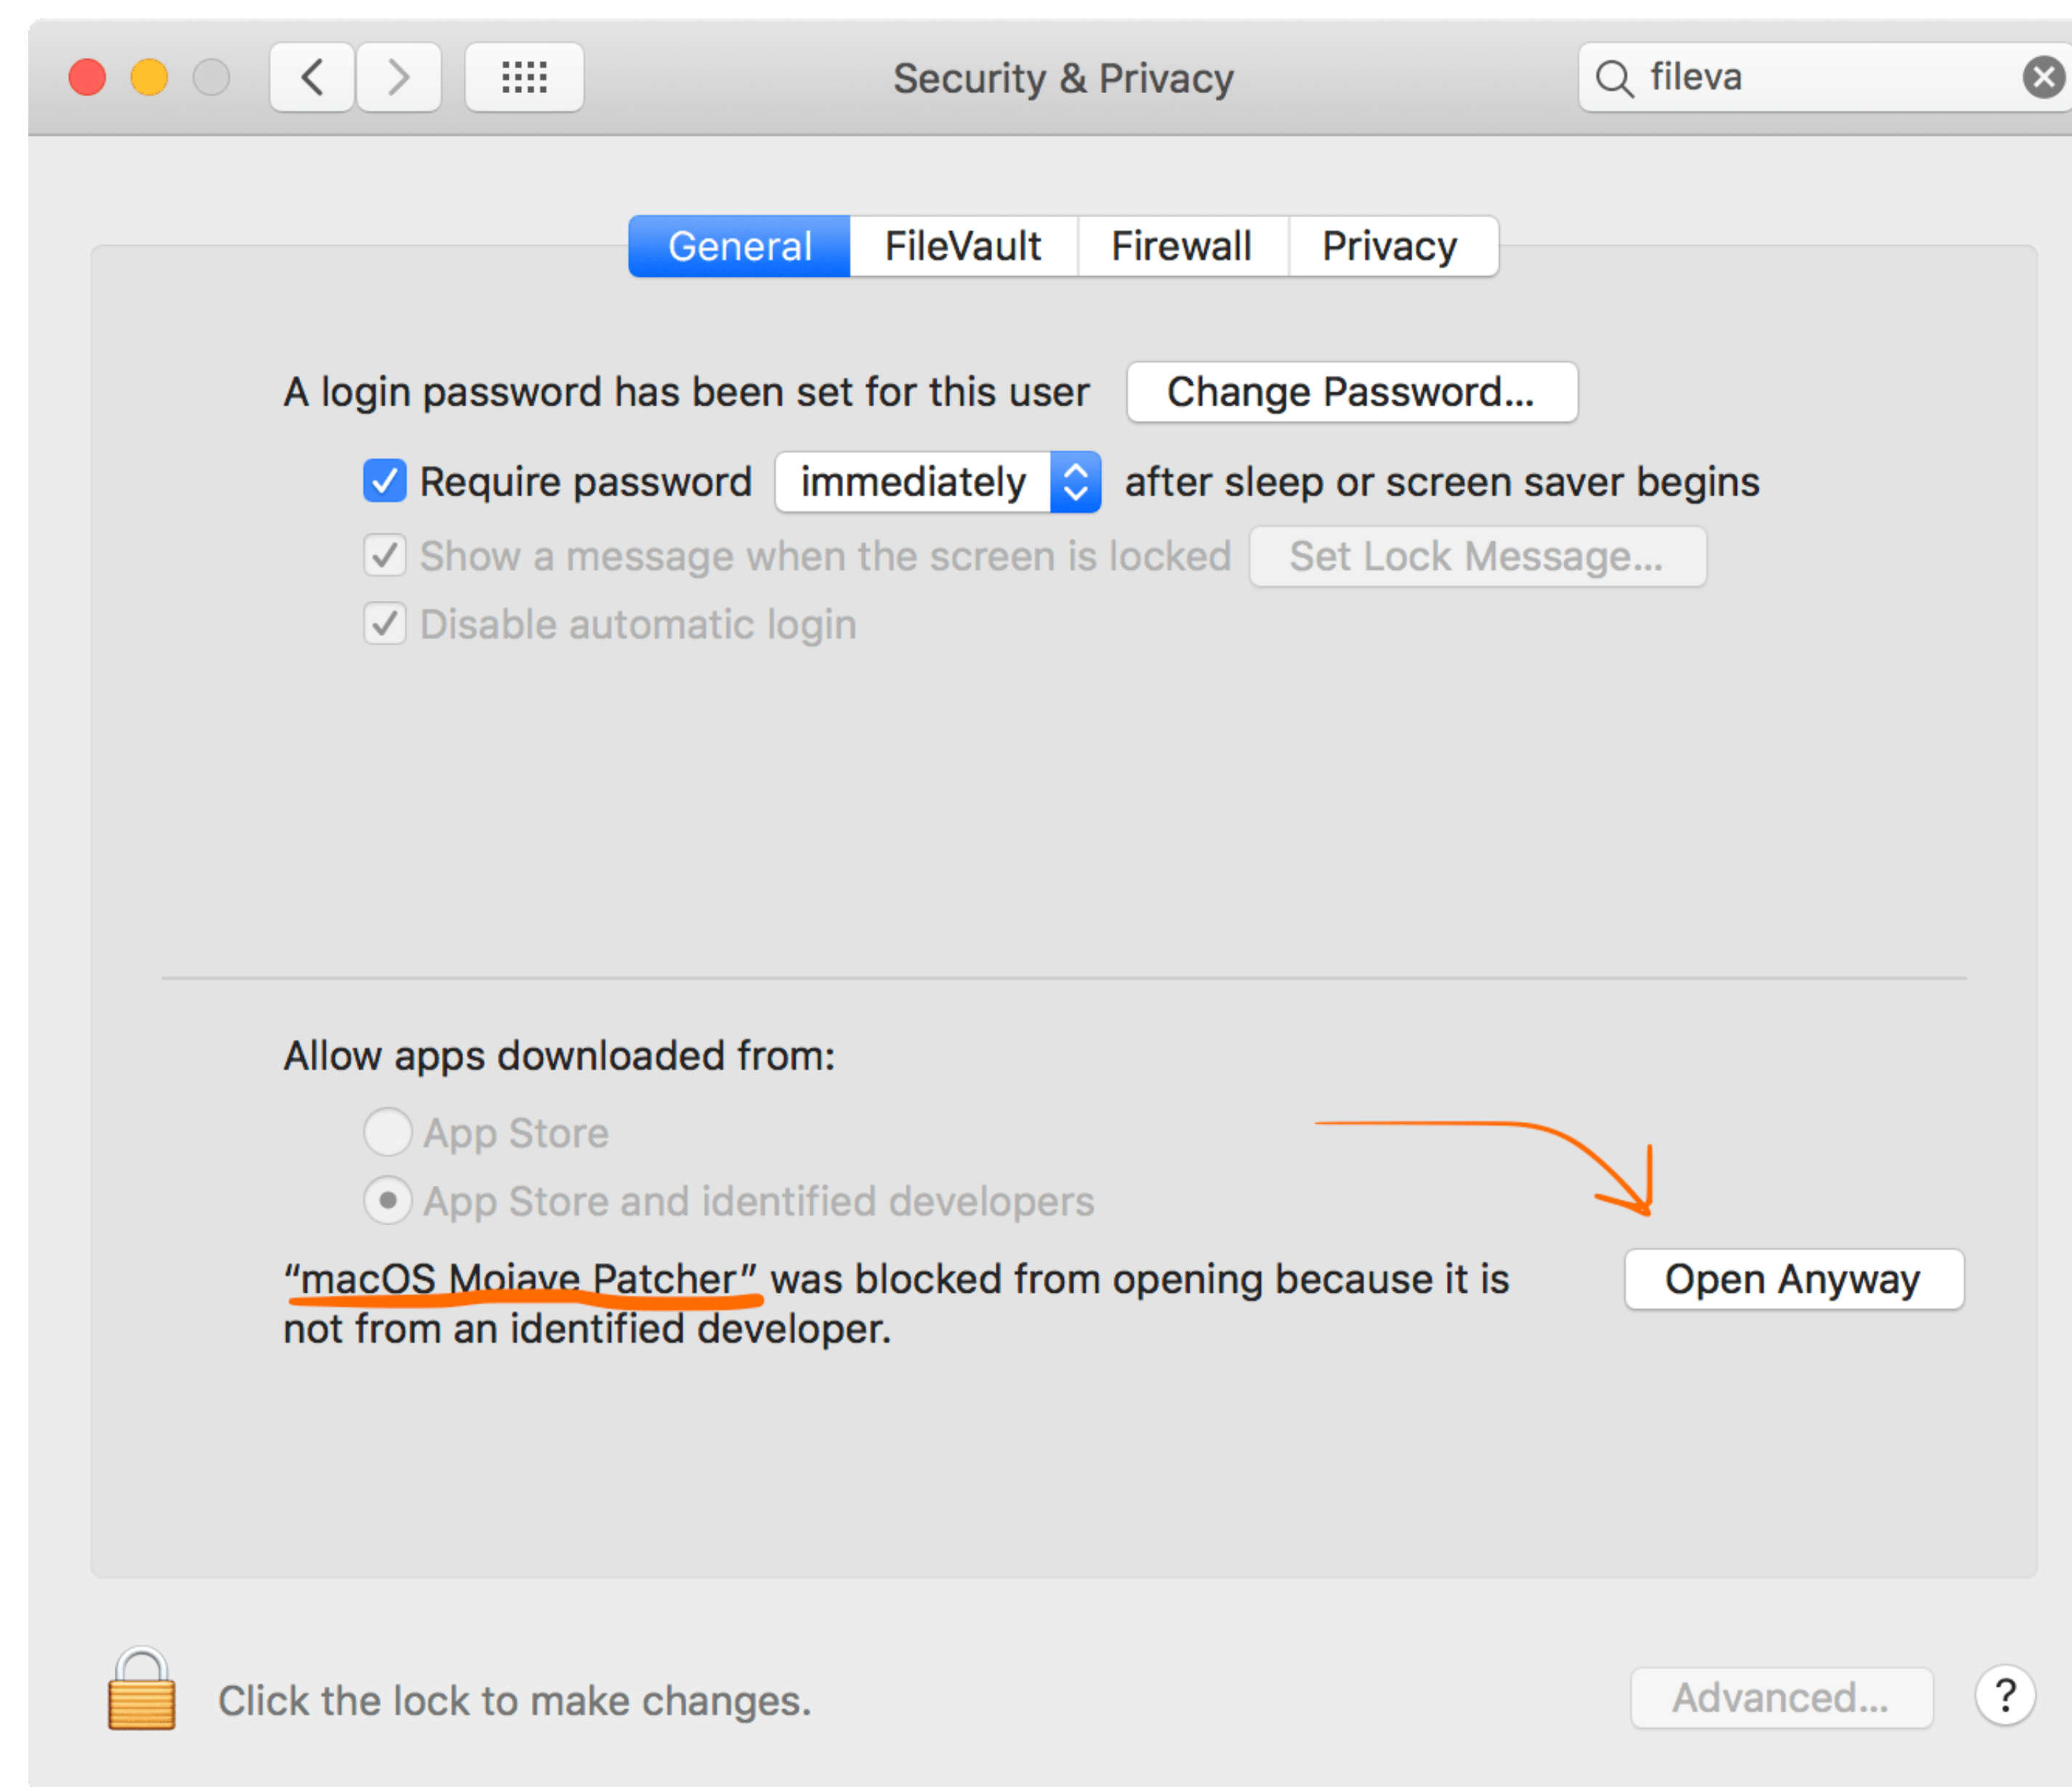 Security & Privacy
fileva
General FileVault Firewall Privacy
A login password has been set for this user Change Password...
Require password immediately after sleep or screen saver begins
Show a message when the screen is locked Set Lock Message...
Disable automatic login
Allow apps downloaded from:
App Store
App Store and identified developers
“macOS Mojave Patcher” was blocked from opening because it is
not from an identified developer.
Open Anyway
Click the lock to make changes.
Advanced...
?